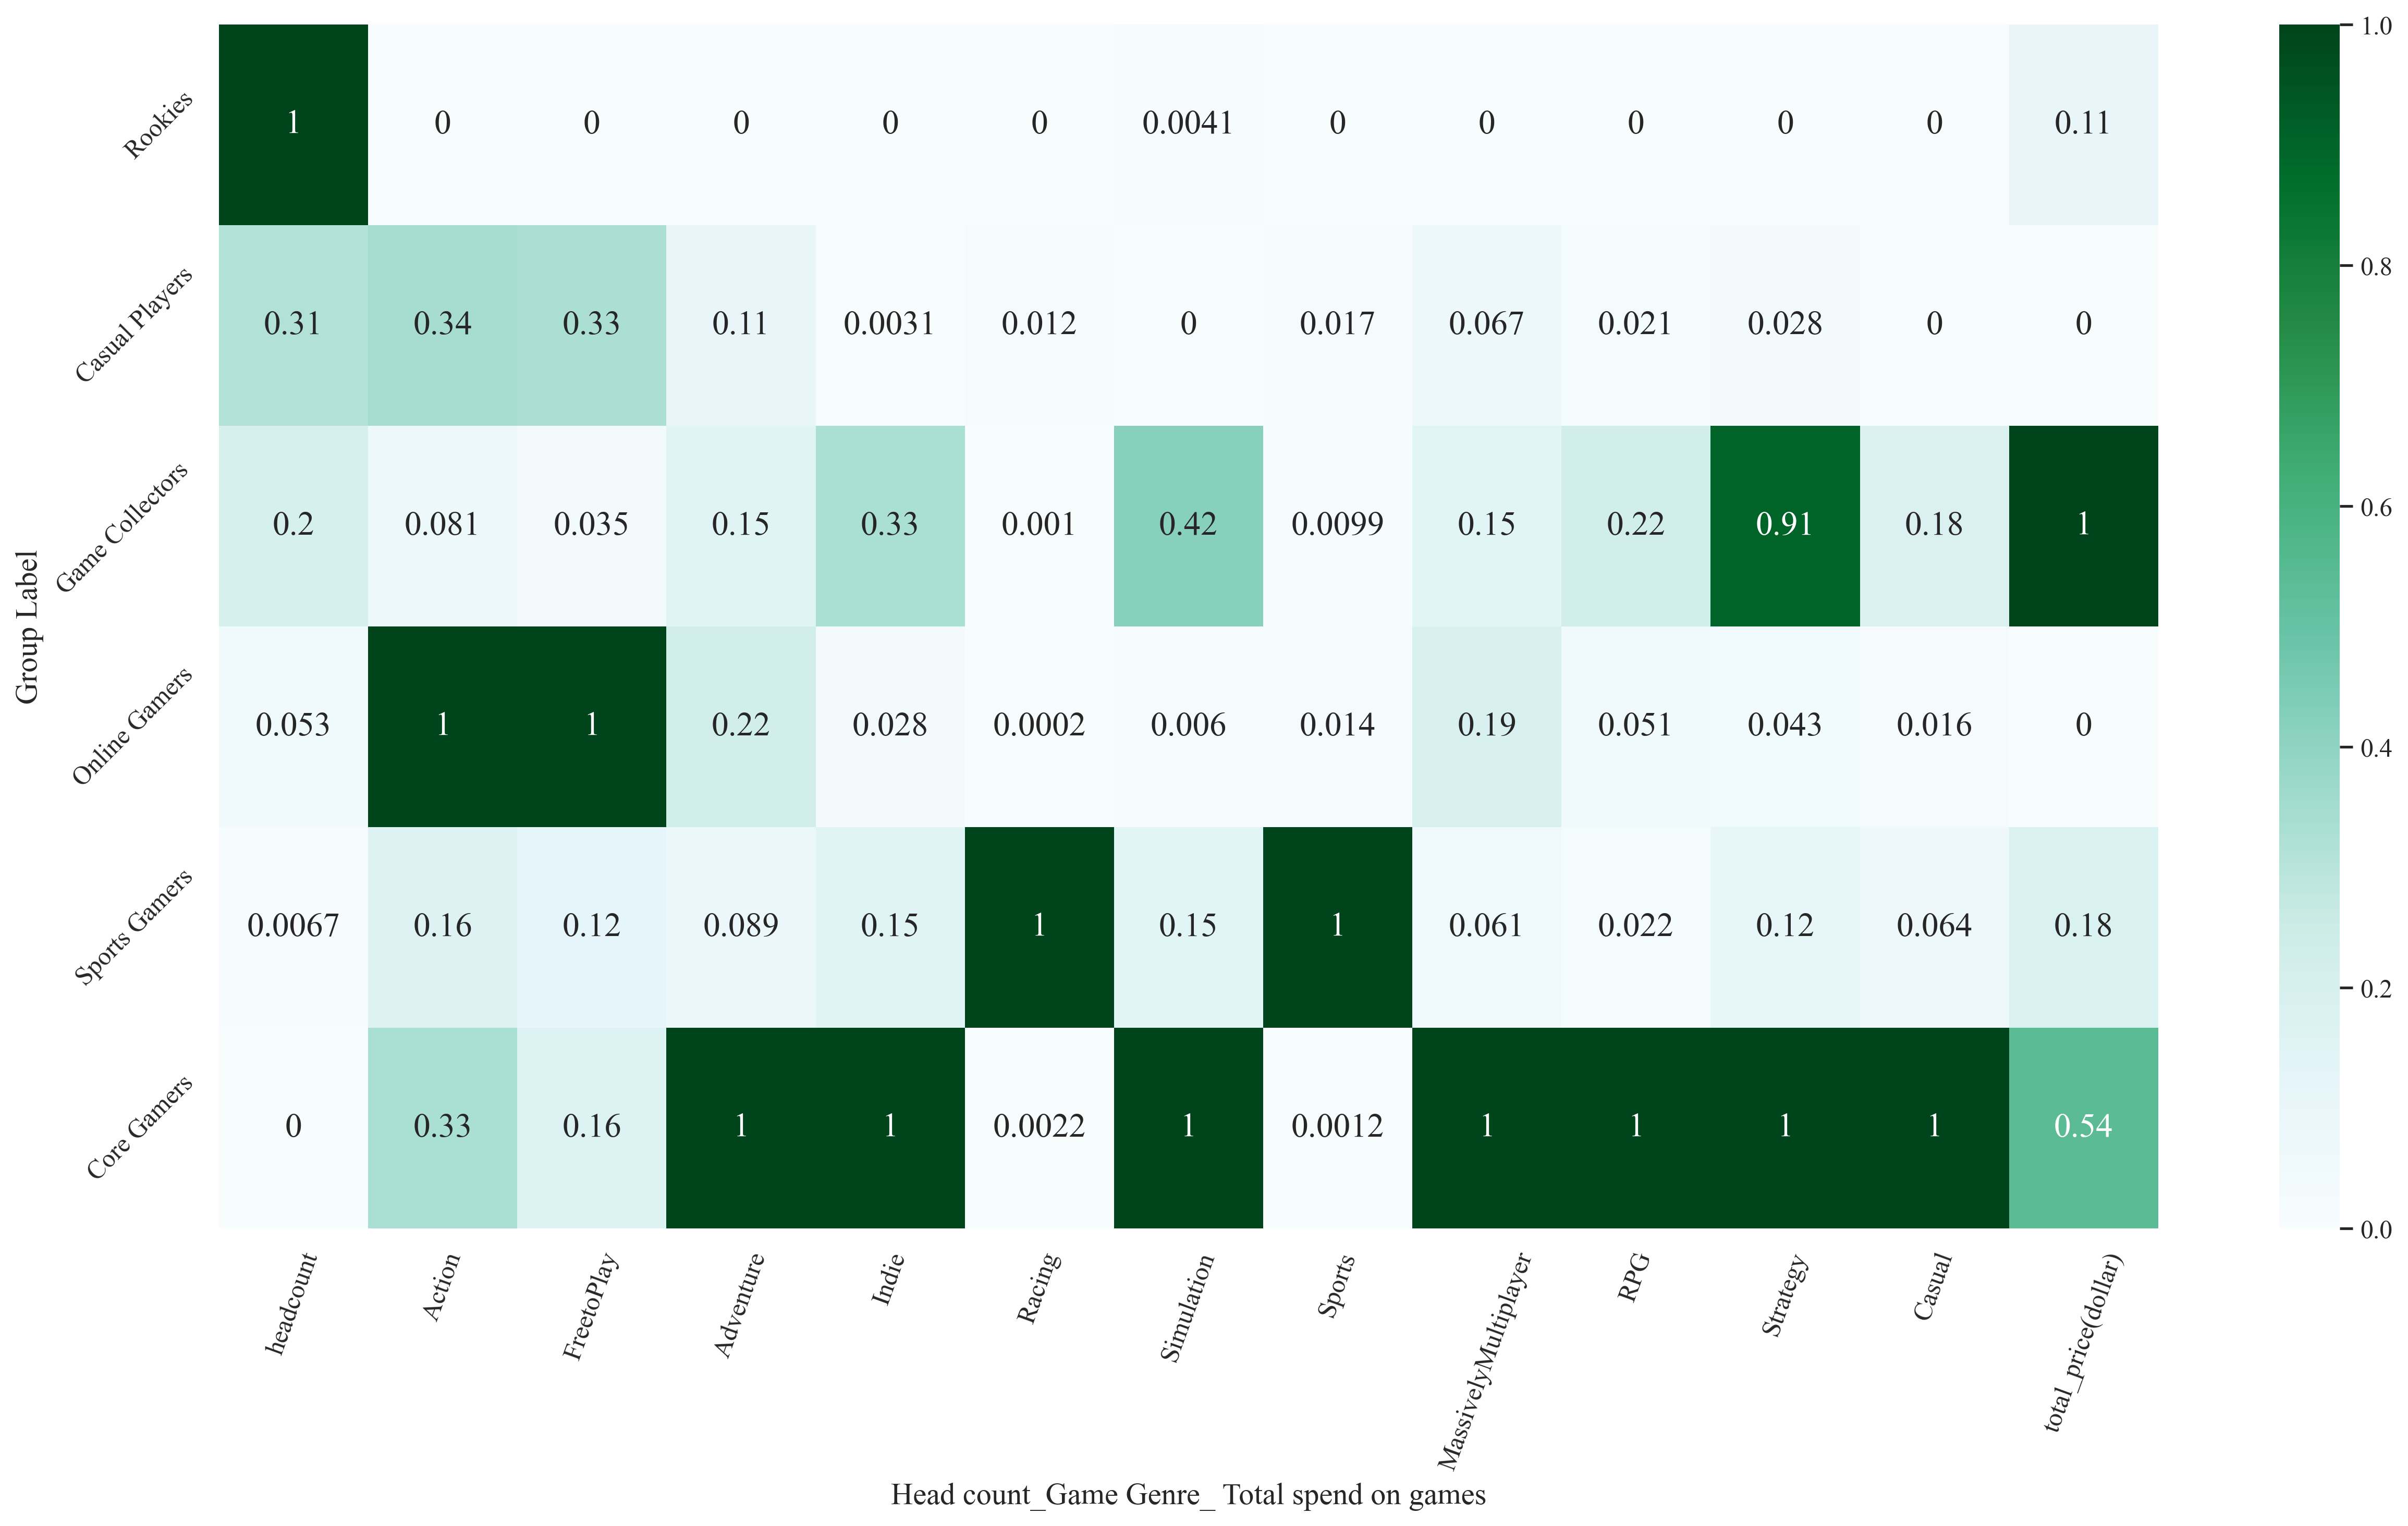 Group Label
Rookies 1 0 0 0 0 0 0.0041 0 0 0 0 0 0.11
Casual Players 0.31 0.34 0.33 0.11 0.0031 0.012 0 0.017 0.067 0.021 0.028 0 0
Game Collectors 0.2 0.081 0.035 0.15 0.33 0.001 0.42 0.0099 0.15 0.22 0.91 0.18 1
Online Gamers 0.053 1 1 0.22 0.028 0.0002 0.006 0.014 0.19 0.051 0.043 0.016 0
Sports Gamers 0.0067 0.16 0.12 0.089 0.15 1 0.15 1 0.061 0.022 0.12 0.064 0.18
Core Gamers 0 0.33 0.16 1 1 0.0022 1 0.0012 1 1 1 1 0.54
headcount Action FreetoPlay Adventure Indie Racing Simulation Sports MassivelyMultiplayer RPG Strategy Casual total_price(dollar)
Head count_Game Genre_ Total spend on games
1.0
0.8
0.6
0.4
0.2
0.0